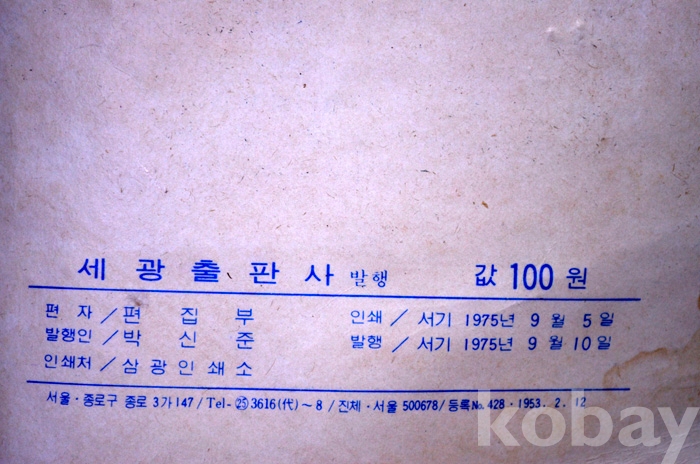 세 광 출 판 사 발행 값 100 원
편 자 / 편 집 부 인쇄 / 서기 1975년 9 월 5 일
발행인 / 박 신 준 발행 / 서기 1975년 9 월 10 일
인쇄처 / 삼 광 인 쇄 소
서울·종로구 종로 3가 147 / Tel- ㉕ 3616(代)～8 / 진체·서울 500678 / 등록 No. 428·1953. 2. 12
kobay